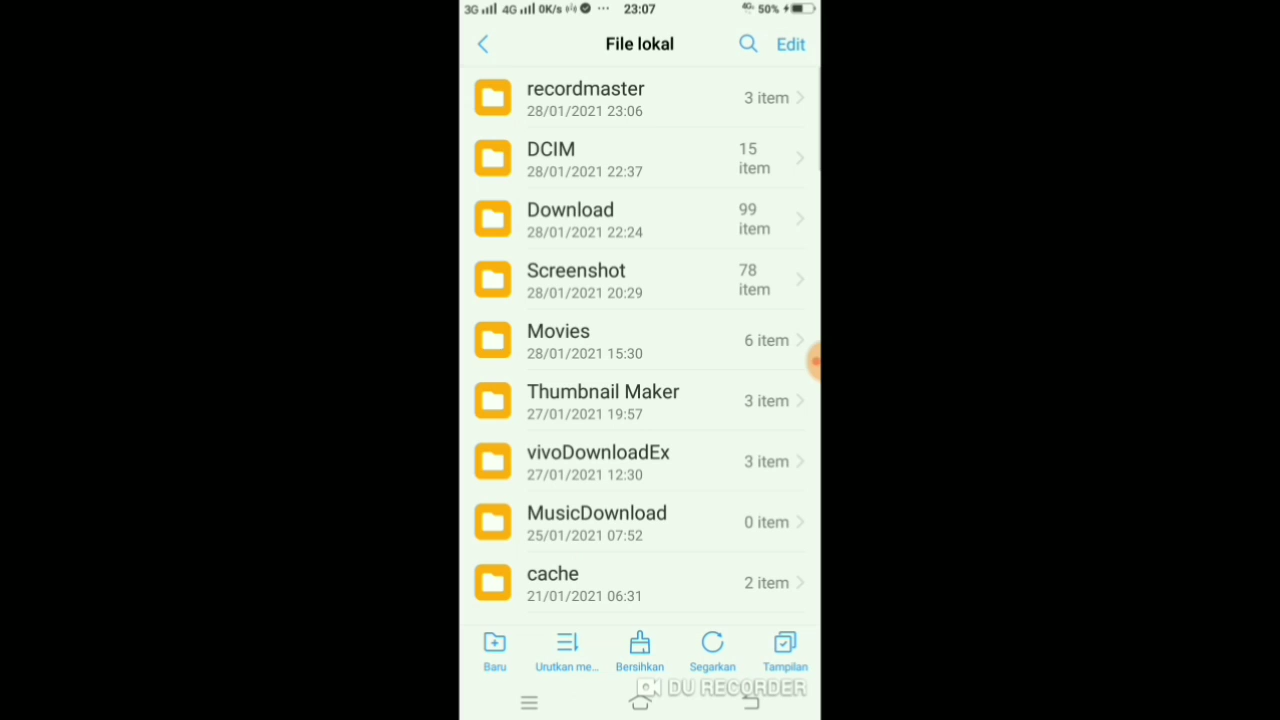 3G 4G 0K/s ··· 23:07 4G+ 50%
File lokal Edit
recordmaster
28/01/2021 23:06
3 item
DCIM
28/01/2021 22:37
15
item
Download
28/01/2021 22:24
99
item
Screenshot
28/01/2021 20:29
78
item
Movies
28/01/2021 15:30
6 item
Thumbnail Maker
27/01/2021 19:57
3 item
vivoDownloadEx
27/01/2021 12:30
3 item
MusicDownload
25/01/2021 07:52
0 item
cache
21/01/2021 06:31
2 item
Baru Urutkan me... Bersihkan Segarkan Tampilan
DU RECORDER